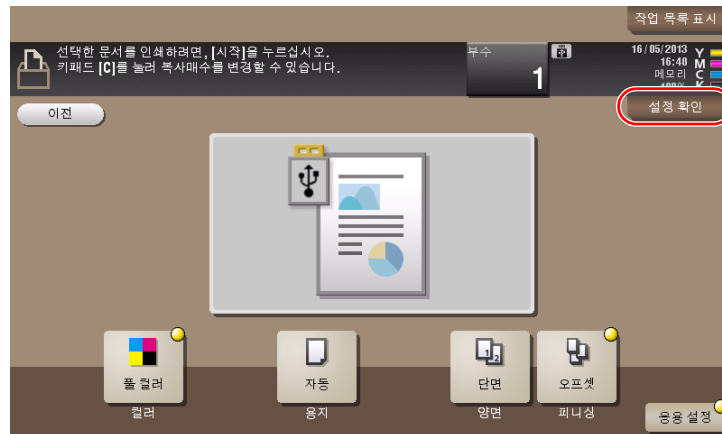 작업 목록 표시
선택한 문서를 인쇄하려면, [시작]을 누르십시오.
키패드 [C]를 눌러 복사매수를 변경할 수 있습니다.
부수
1
16/05/2013
16:40
메모리
100%
Y
M
C
K
이전
설정 확인
1
2
풀 컬러
자동
단면
오프셋
컬러
용지
양면
피니싱
응용 설정